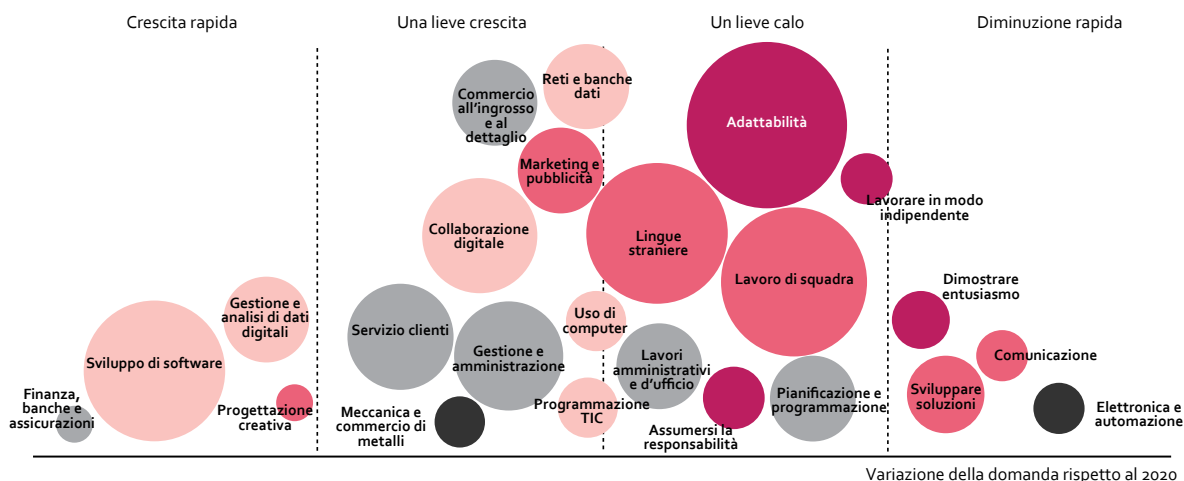 Crescita rapida
Una lieve crescita
Un lieve calo
Diminuzione rapida
Commercio
all'ingrosso
e al
dettaglio
Reti e banche
dati
Marketing e
pubblicità
Adattabilità
Lavorare in modo
indipendente
Collaborazione
digitale
Lingue
straniere
Lavoro di squadra
Dimostrare
entusiasmo
Gestione e
analisi di dati
digitali
Sviluppo di software
Servizio clienti
Gestione e
amministrazione
Uso di
computer
Lavori
amministrativi
e d'ufficio
Pianificazione e
programmazione
Comunicazione
Sviluppare
soluzioni
Finanza,
banche e
assicurazioni
Progettazione
creativa
Meccanica e
commercio di
metalli
Programmazione
TIC
Assumersi la
responsabilità
Elettronica e
automazione
Variazione della domanda rispetto al 2020